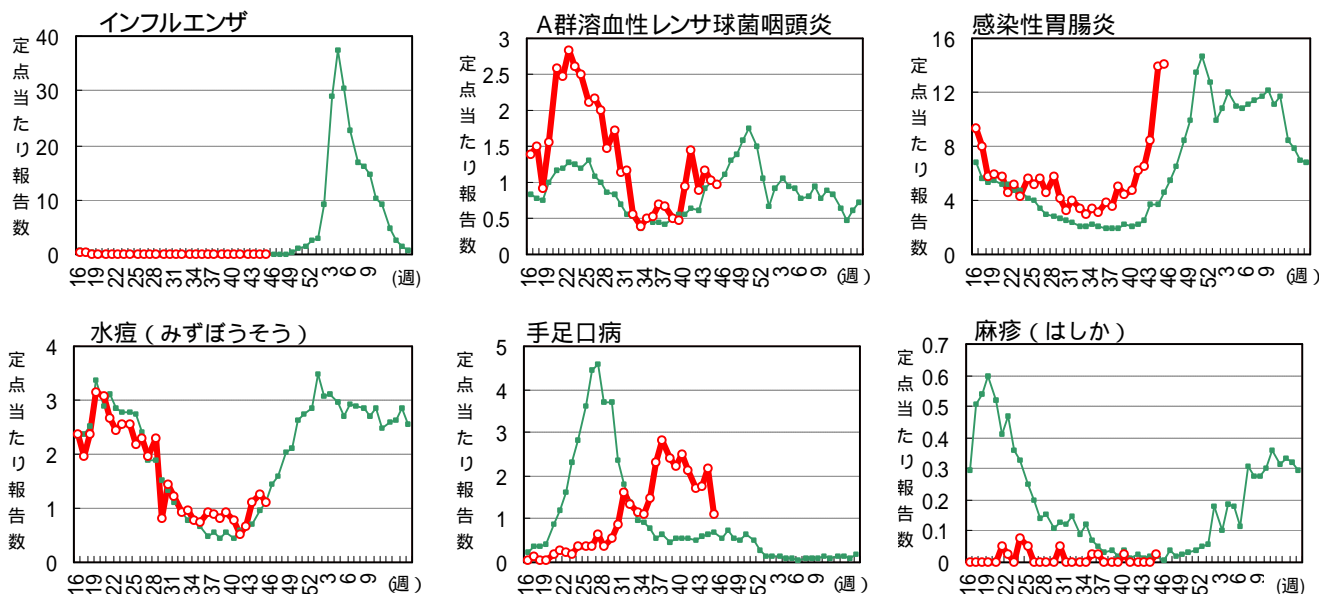 インフルエンザ
定点当たり報告数
40
30
20
10
0
16 19 22 25 28 31 34 37 40 43 46 49 52 3 6 9 (週)
A群溶血性レンサ球菌咽頭炎
定点当たり報告数
3
2.5
2
1.5
1
0.5
0
16 19 22 25 28 31 34 37 40 43 46 49 52 3 6 9 (週)
感染性胃腸炎
定点当たり報告数
16
12
8
4
0
16 19 22 25 28 31 34 37 40 43 46 49 52 3 6 9 (週)
水痘(みずぼうそう)
定点当たり報告数
4
3
2
1
0
16 19 22 25 28 31 34 37 40 43 46 49 52 3 6 9 (週)
手足口病
定点当たり報告数
5
4
3
2
1
0
16 19 22 25 28 31 34 37 40 43 46 49 52 3 6 9 (週)
麻疹(はしか)
定点当たり報告数
0.7
0.6
0.5
0.4
0.3
0.2
0.1
0
16 19 22 25 28 31 34 37 40 43 46 49 52 3 6 9 (週)